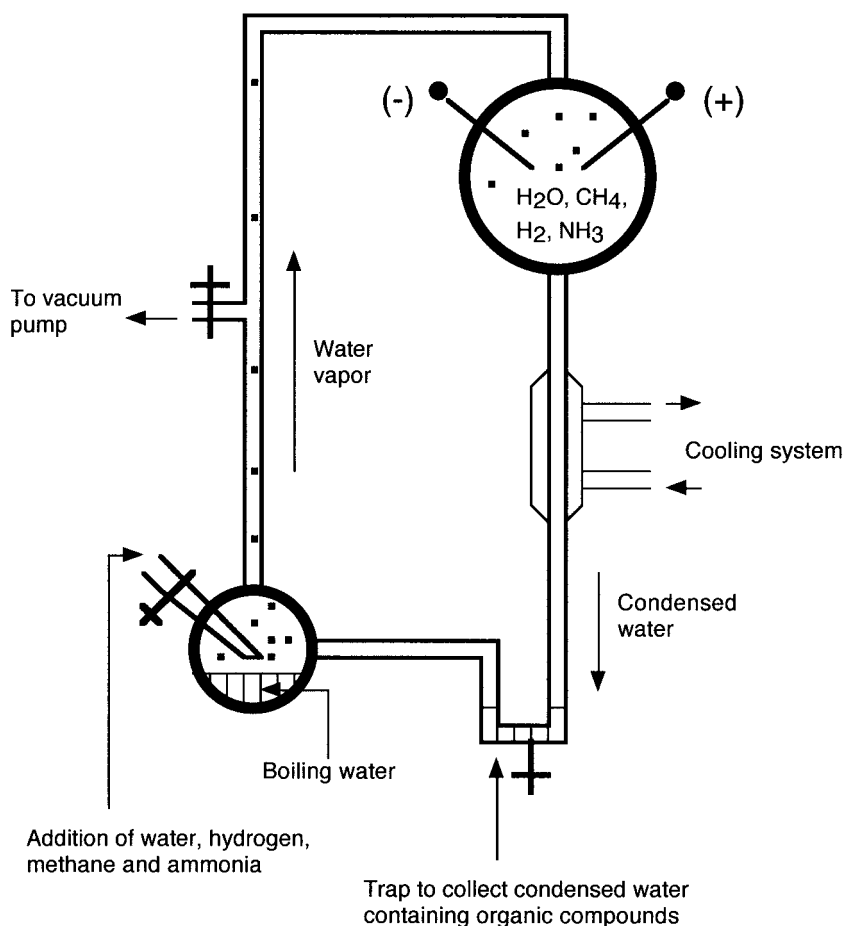 (-)
(+)
H2O, CH4,
H2, NH3
To vacuum
pump
Water
vapor
Cooling system
Condensed
water
Boiling water
Addition of water, hydrogen,
methane and ammonia
Trap to collect condensed water
containing organic compounds